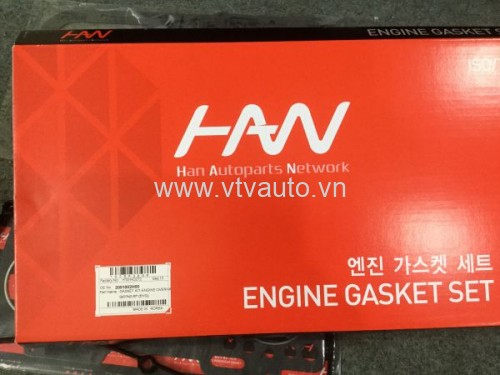 HAN
ENGINE GASKET SET
ISO/
HAN
Han Autoparts Network
www.vtvauto.vn
엔진 가스켓 세트
ENGINE GASKET SET
MADE IN KOREA